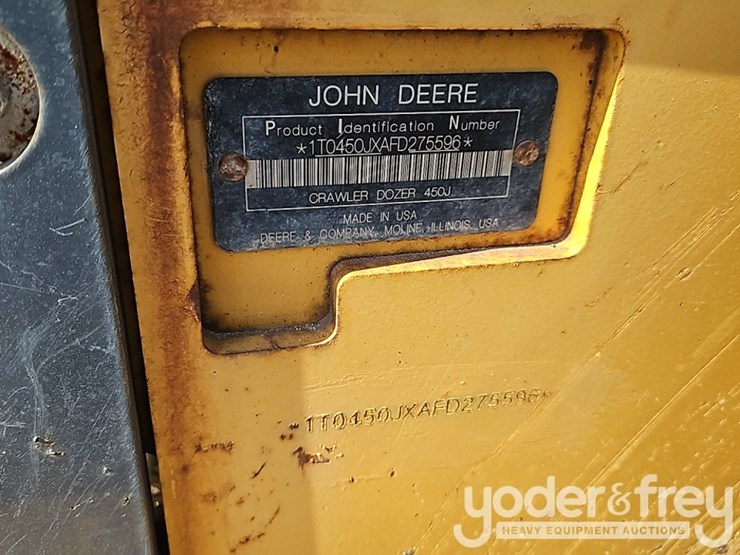 JOHN DEERE
Product Identification Number
*1T0450JXAFD275596*
CRAWLER DOZER 450J
MADE IN USA
DEERE & COMPANY, MOLINE, ILLINOIS, USA
*1T0450JXAFD275596*
yoder&frey
HEAVY EQUIPMENT AUCTIONS